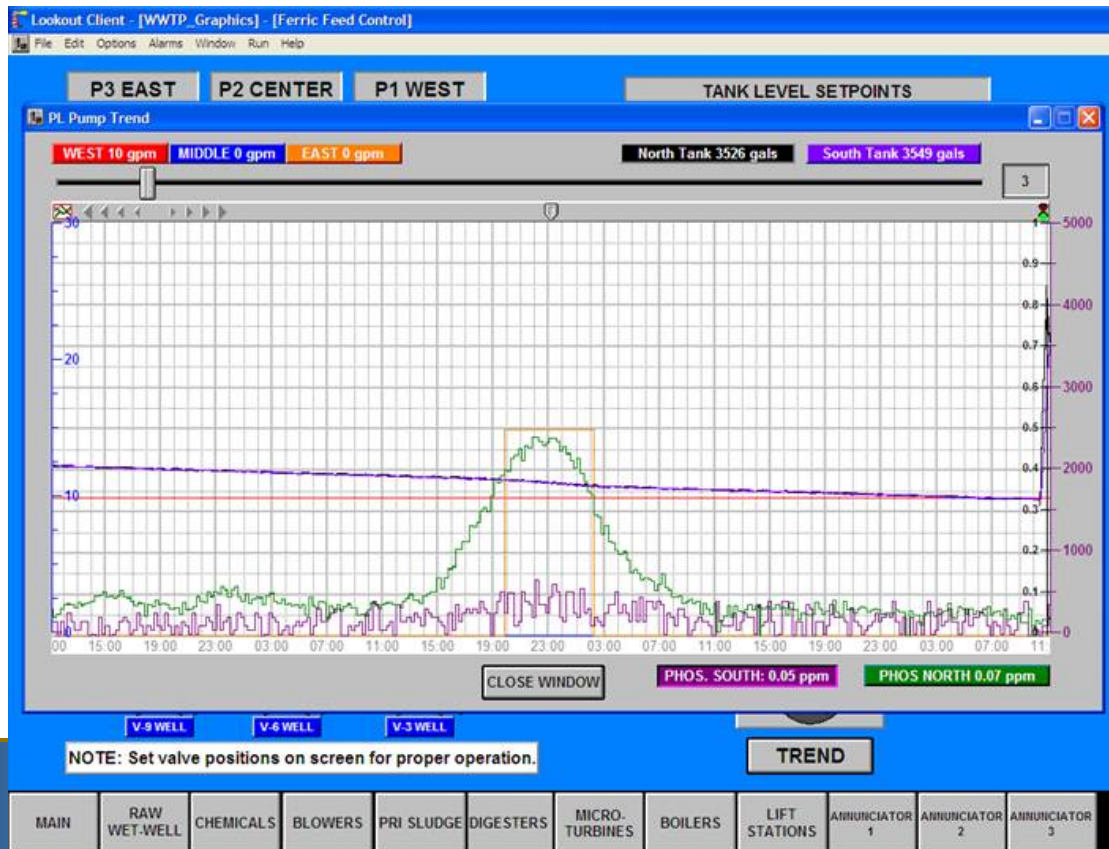 Lookout Client - [WWTP_Graphics] - [Ferric Feed Control]
File Edit Options Alarms Window Run Help
P3 EAST P2 CENTER P1 WEST TANK LEVEL SETPOINTS
PL Pump Trend
WEST 10 gpm MIDDLE 0 gpm EAST 0 gpm North Tank 3526 gals South Tank 3549 gals
3
30 1 5000
0.9
0.8 4000
0.7
20
0.6 3000
0.5
0.4 2000
10
0.3
0.2 1000
0.1
0 0 0
:00 15:00 19:00 23:00 03:00 07:00 11:00 15:00 19:00 23:00 03:00 07:00 11:00 15:00 19:00 23:00 03:00 07:00 11:
CLOSE WINDOW PHOS. SOUTH: 0.05 ppm PHOS NORTH 0.07 ppm
V-9 WELL V-6 WELL V-3 WELL
NOTE: Set valve positions on screen for proper operation. TREND
MAIN RAW WET-WELL CHEMICALS BLOWERS PRI SLUDGE DIGESTERS MICRO-TURBINES BOILERS LIFT STATIONS ANNUNCIATOR 1 ANNUNCIATOR 2 ANNUNCIATOR 3